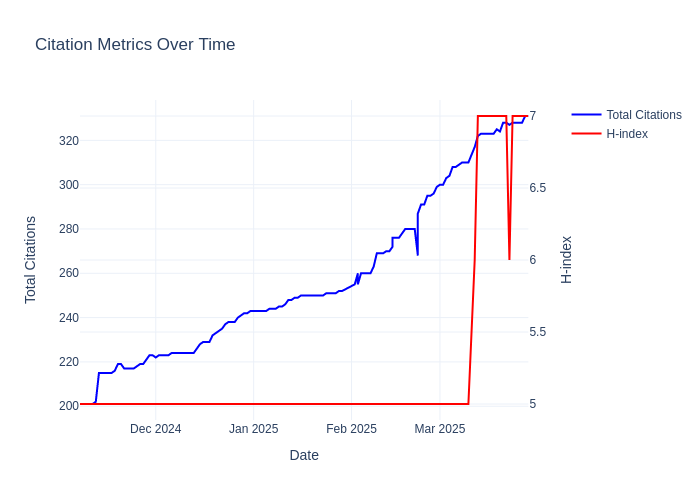 Citation Metrics Over Time
Total Citations
H-index
320
300
280
260
240
220
200
7
6.5
6
5.5
5
Total Citations
H-index
Dec 2024
Jan 2025
Feb 2025
Mar 2025
Date